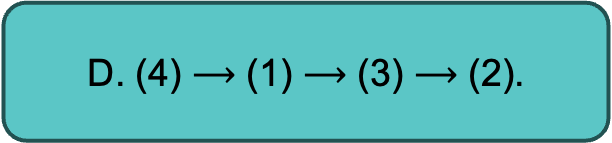 D. (4) ⟶ (1) ⟶ (3) ⟶ (2).